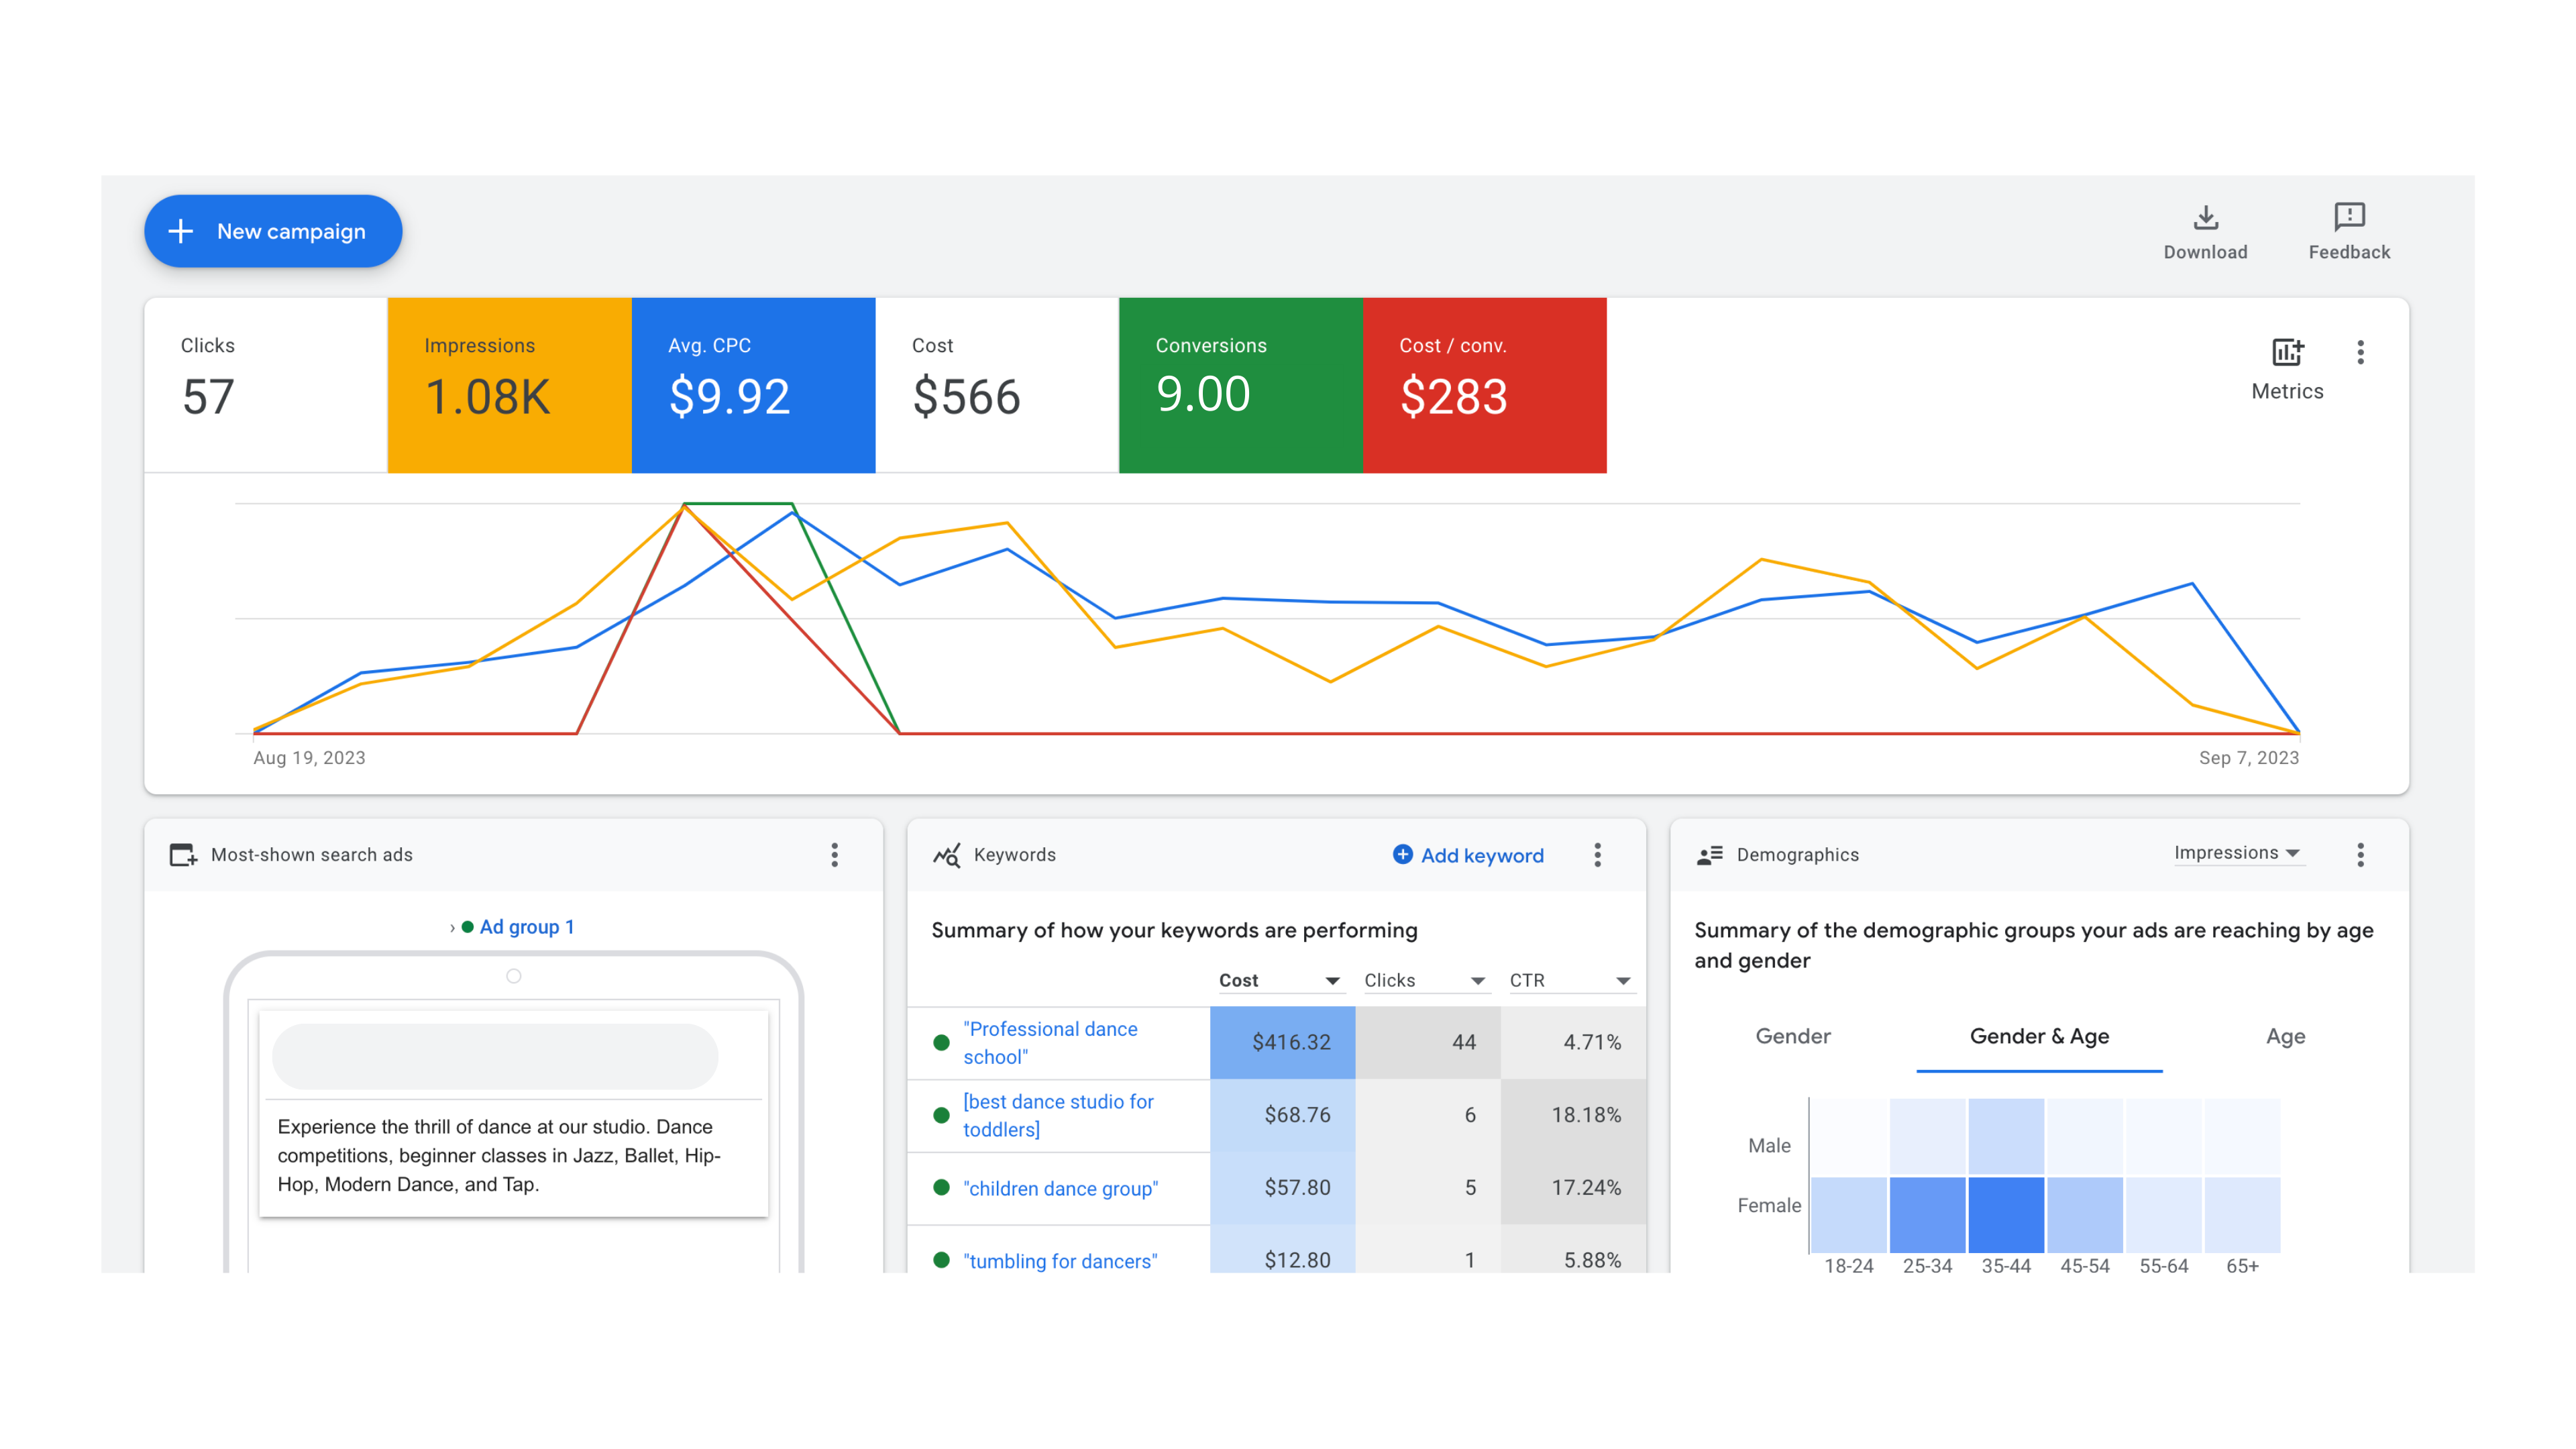 New campaign
Download
Feedback
Clicks
57
Impressions
1.08K
Avg. CPC
$9.92
Cost
$566
Conversions
9.00
Cost / conv.
$283
Metrics
Aug 19, 2023
Sep 7, 2023
Most-shown search ads
› Ad group 1
Experience the thrill of dance at our studio. Dance
competitions, beginner classes in Jazz, Ballet, Hip-
Hop, Modern Dance, and Tap.
Keywords
Add keyword
Summary of how your keywords are performing
Cost Clicks CTR
"Professional dance
school"
$416.32 44 4.71%
[best dance studio for
toddlers]
$68.76 6 18.18%
"children dance group" $57.80 5 17.24%
"tumbling for dancers" $12.80 1 5.88%
Demographics
Impressions
Summary of the demographic groups your ads are reaching by age
and gender
Gender Gender & Age Age
Male
Female
18-24 25-34 35-44 45-54 55-64 65+